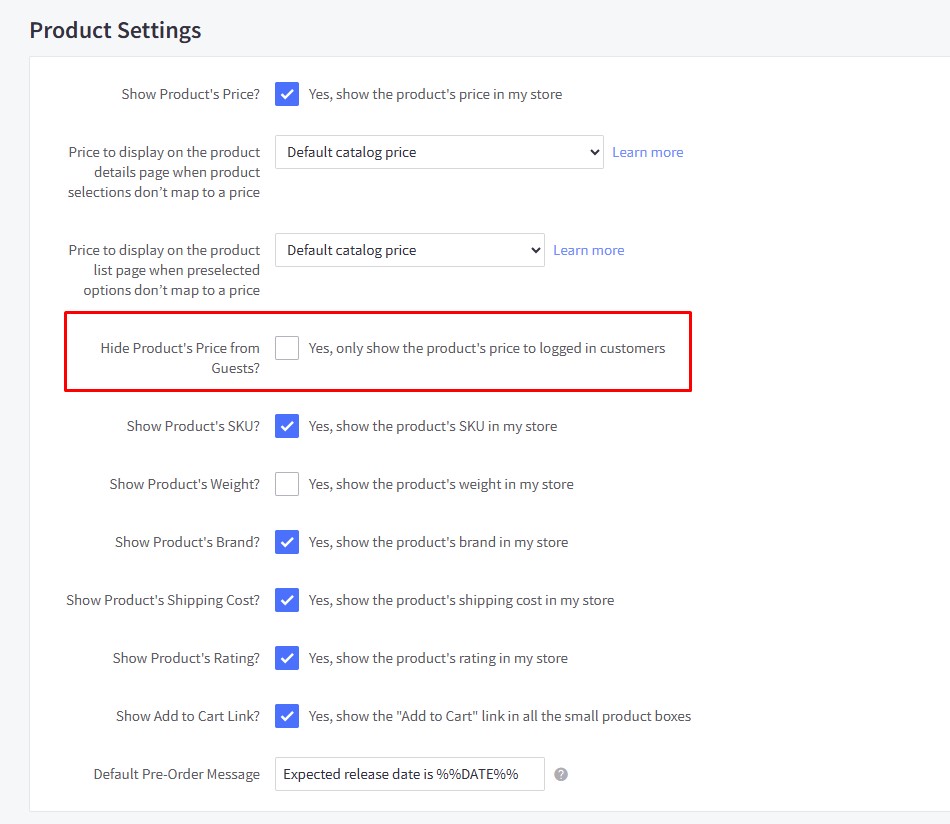 Product Settings
Show Product's Price?
Yes, show the product's price in my store
Price to display on the product
details page when product
selections don’t map to a price
Default catalog price
Learn more
Price to display on the product
list page when preselected
options don’t map to a price
Default catalog price
Learn more
Hide Product's Price from
Guests?
Yes, only show the product's price to logged in customers
Show Product's SKU?
Yes, show the product's SKU in my store
Show Product's Weight?
Yes, show the product's weight in my store
Show Product's Brand?
Yes, show the product's brand in my store
Show Product's Shipping Cost?
Yes, show the product's shipping cost in my store
Show Product's Rating?
Yes, show the product's rating in my store
Show Add to Cart Link?
Yes, show the "Add to Cart" link in all the small product boxes
Default Pre-Order Message
Expected release date is %%DATE%%
?